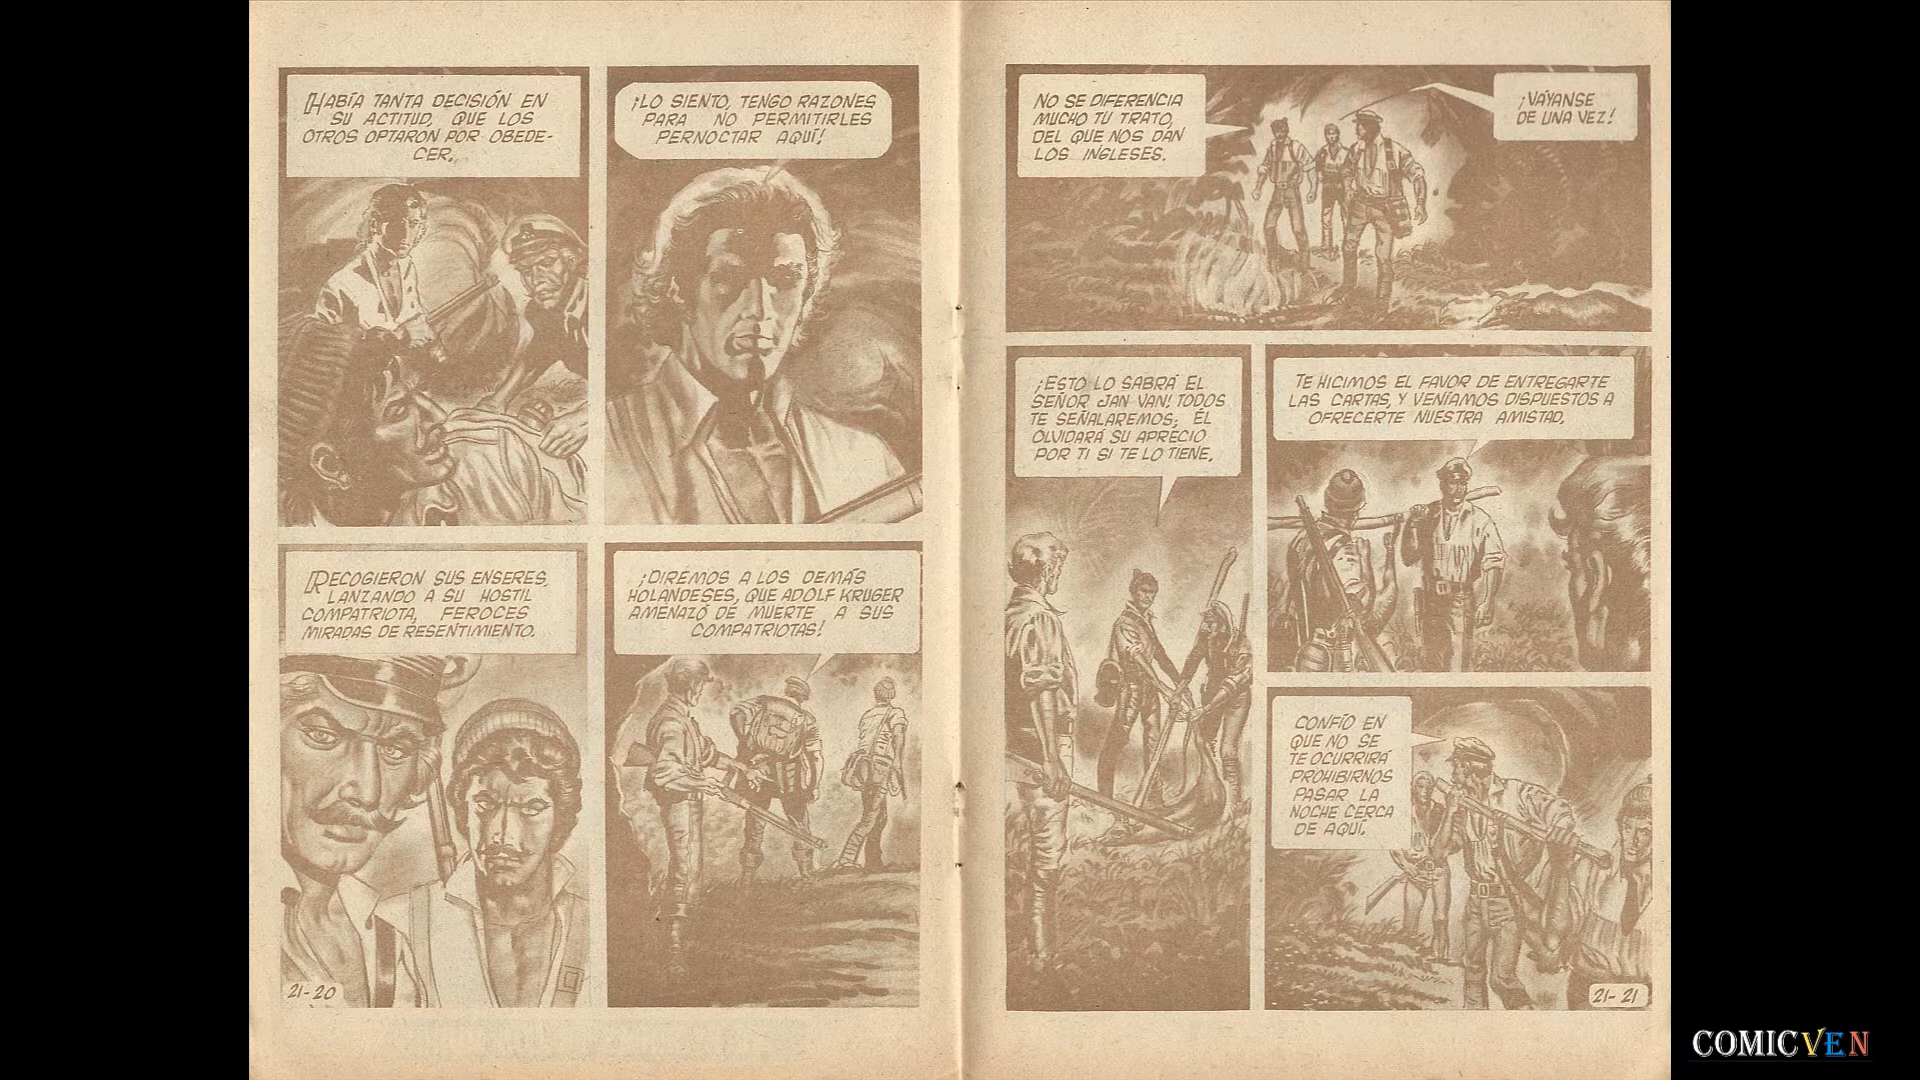 HABÍA TANTA DECISIÓN EN
SU ACTITUD, QUE LOS
OTROS OPTARON POR OBEDE-
CER.
¡LO SIENTO, TENGO RAZONES
PARA NO PERMITIRLES
PERNOCTAR AQUÍ!
RECOGIERON SUS ENSERES,
LANZANDO A SU HOSTIL
COMPATRIOTA, FEROCES
MIRADAS DE RESENTIMIENTO.
¡DIREMOS A LOS DEMÁS
HOLANDESES, QUE ADOLF KRUGER
AMENAZÓ DE MUERTE A SUS
COMPATRIOTAS!
21-20
NO SE DIFERENCIA
MUCHO TU TRATO,
DEL QUE NOS DAN
LOS INGLESES.
¡VÁYANSE
DE UNA VEZ!
¡ESTO LO SABRÁ EL
SEÑOR JAN VAN! TODOS
TE SEÑALAREMOS; ÉL
OLVIDARÁ SU APRECIO
POR TI SI TE LO TIENE.
TE HICIMOS EL FAVOR DE ENTREGARTE
LAS CARTAS, Y VENÍAMOS DISPUESTOS A
OFRECERTE NUESTRA AMISTAD.
CONFÍO EN
QUE NO SE
TE OCURRIRÁ
PROHIBIRNOS
PASAR LA
NOCHE CERCA
DE AQUÍ.
21-21
COMICVEN